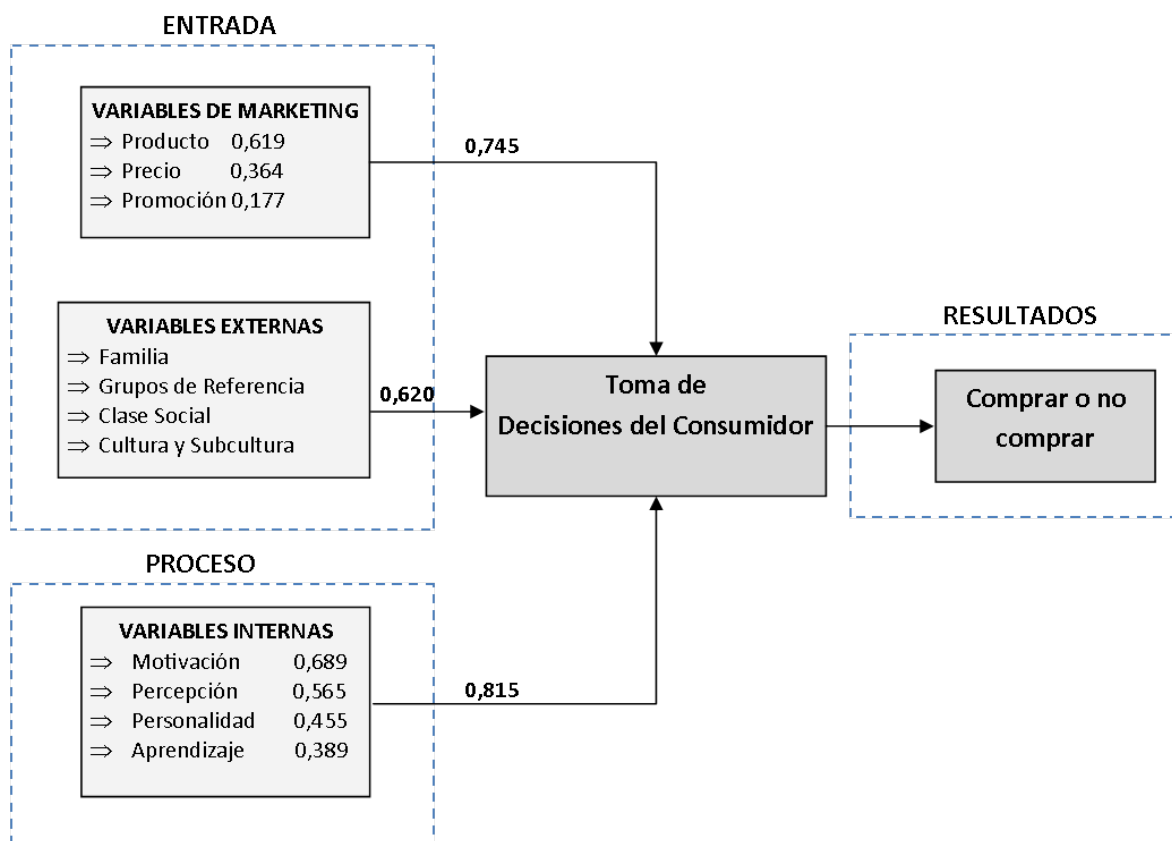 ENTRADA
VARIABLES DE MARKETING
⇒ Producto 0,619
⇒ Precio 0,364
⇒ Promoción 0,177
0,745
VARIABLES EXTERNAS
⇒ Familia
⇒ Grupos de Referencia
⇒ Clase Social
⇒ Cultura y Subcultura
0,620
Toma de
Decisiones del Consumidor
RESULTADOS
Comprar o no
comprar
PROCESO
VARIABLES INTERNAS
⇒ Motivación 0,689
⇒ Percepción 0,565
⇒ Personalidad 0,455
⇒ Aprendizaje 0,389
0,815